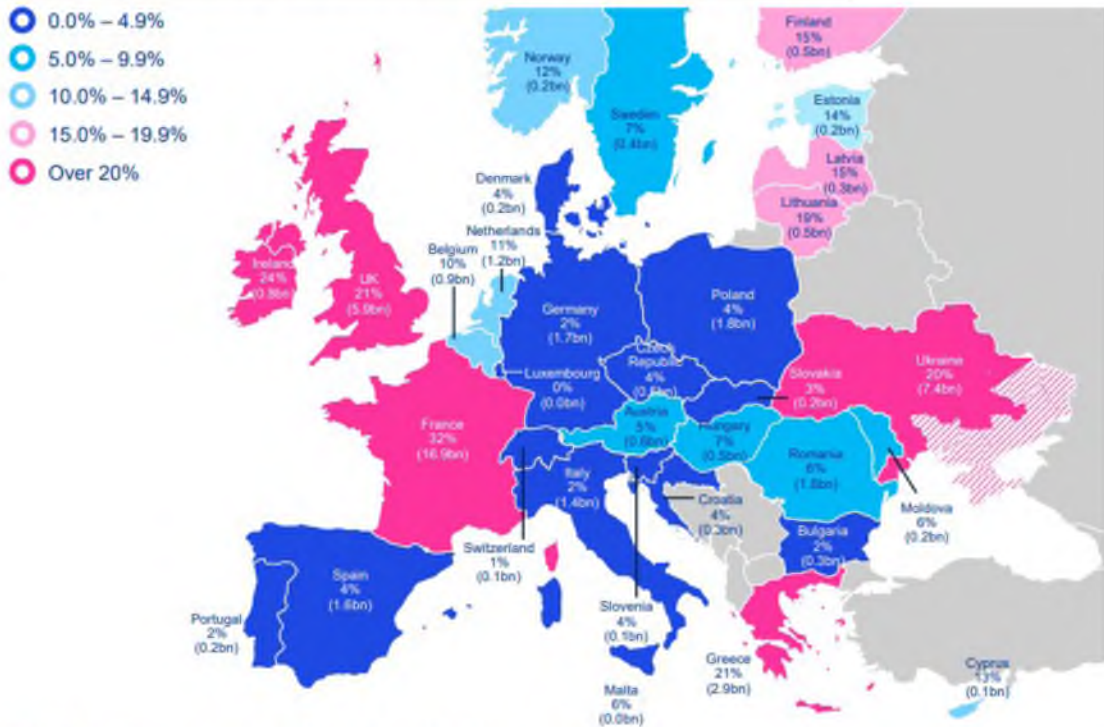 0.0% – 4.9%
5.0% – 9.9%
10.0% – 14.9%
15.0% – 19.9%
Over 20%
Finland
15%
(0.5bn)
Norway
12%
(0.2bn)
Sweden
7%
(0.4bn)
Estonia
14%
(0.2bn)
Latvia
15%
(0.3bn)
Lithuania
19%
(0.5bn)
Denmark
4%
(0.2bn)
Netherlands
11%
(1.2bn)
Belgium
10%
(0.9bn)
Ireland
24%
UK
21%
(5.9bn)
Germany
2%
(1.7bn)
Poland
4%
(1.8bn)
Czech
Republic
4%
Luxembourg
0%
(0.0bn)
Slovakia
3%
(0.2bn)
Ukraine
20%
(7.4bn)
France
32%
(16.9bn)
Austria
5%
(0.6bn)
Hungary
7%
(0.5bn)
Romania
6%
Moldova
6%
(0.2bn)
Italy
2%
(1.4bn)
Croatia
4%
(0.3bn)
Switzerland
1%
(0.1bn)
Bulgaria
2%
(0.3bn)
Spain
4%
(1.6bn)
Portugal
2%
(0.2bn)
Slovenia
4%
(0.1bn)
Greece
21%
(2.9bn)
Malta
6%
(0.0bn)
Cyprus
13%
(0.1bn)